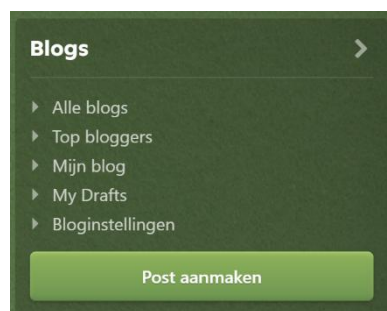 Blogs
Alle blogs
Top bloggers
Mijn blog
My Drafts
Bloginstellingen
Post aanmaken